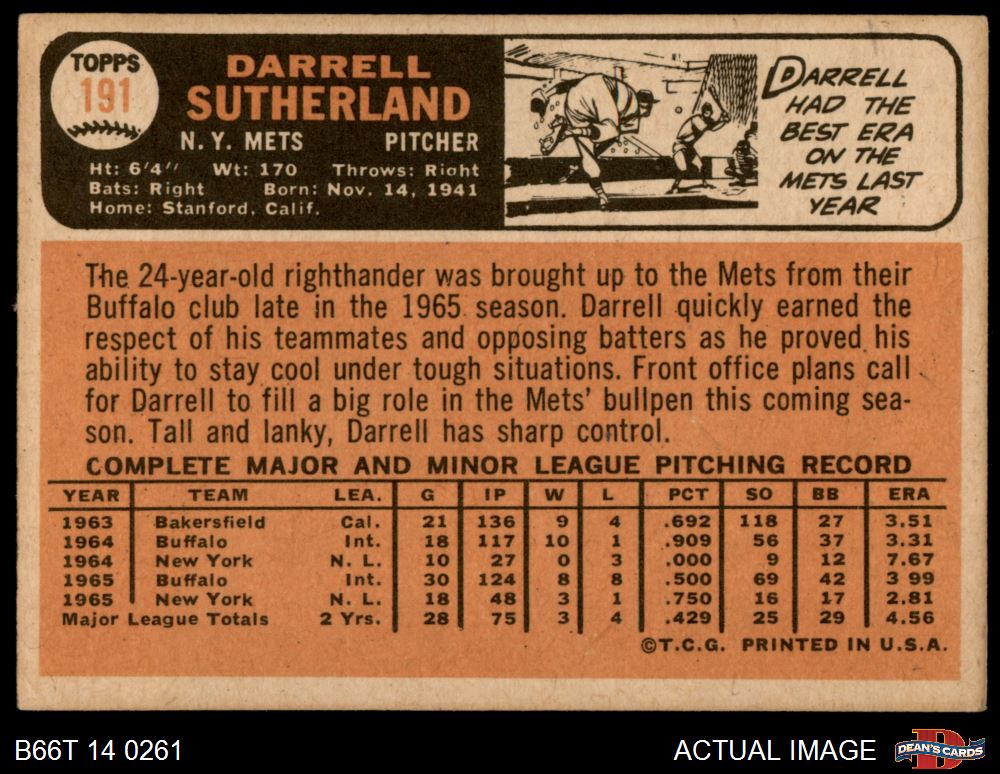 TOPPS
191
DARRELL
SUTHERLAND
N. Y. METS PITCHER
Ht: 6'4" Wt: 170 Throws: Right
Bats: Right Born: Nov. 14, 1941
Home: Stanford, Calif.
DARRELL
HAD THE
BEST ERA
ON THE
METS LAST
YEAR
The 24-year-old righthander was brought up to the Mets from their
Buffalo club late in the 1965 season. Darrell quickly earned the
respect of his teammates and opposing batters as he proved his
ability to stay cool under tough situations. Front office plans call
for Darrell to fill a big role in the Mets' bullpen this coming sea-
son. Tall and lanky, Darrell has sharp control.
COMPLETE MAJOR AND MINOR LEAGUE PITCHING RECORD
YEAR TEAM LEA. G IP W L PCT SO BB ERA
1963 Bakersfield Cal. 21 136 9 4 .692 118 27 3.51
1964 Buffalo Int. 18 117 10 1 .909 56 37 3.31
1964 New York N. L. 10 27 0 3 .000 9 12 7.67
1965 Buffalo Int. 30 124 8 8 .500 69 42 3 99
1965 New York N. L. 18 48 3 1 .750 16 17 2.81
Major League Totals 2 Yrs. 28 75 3 4 .429 25 29 4.56
©T.C.G. PRINTED IN U.S.A.
B66T 14 0261 ACTUAL IMAGE
D
DEAN'S CARDS